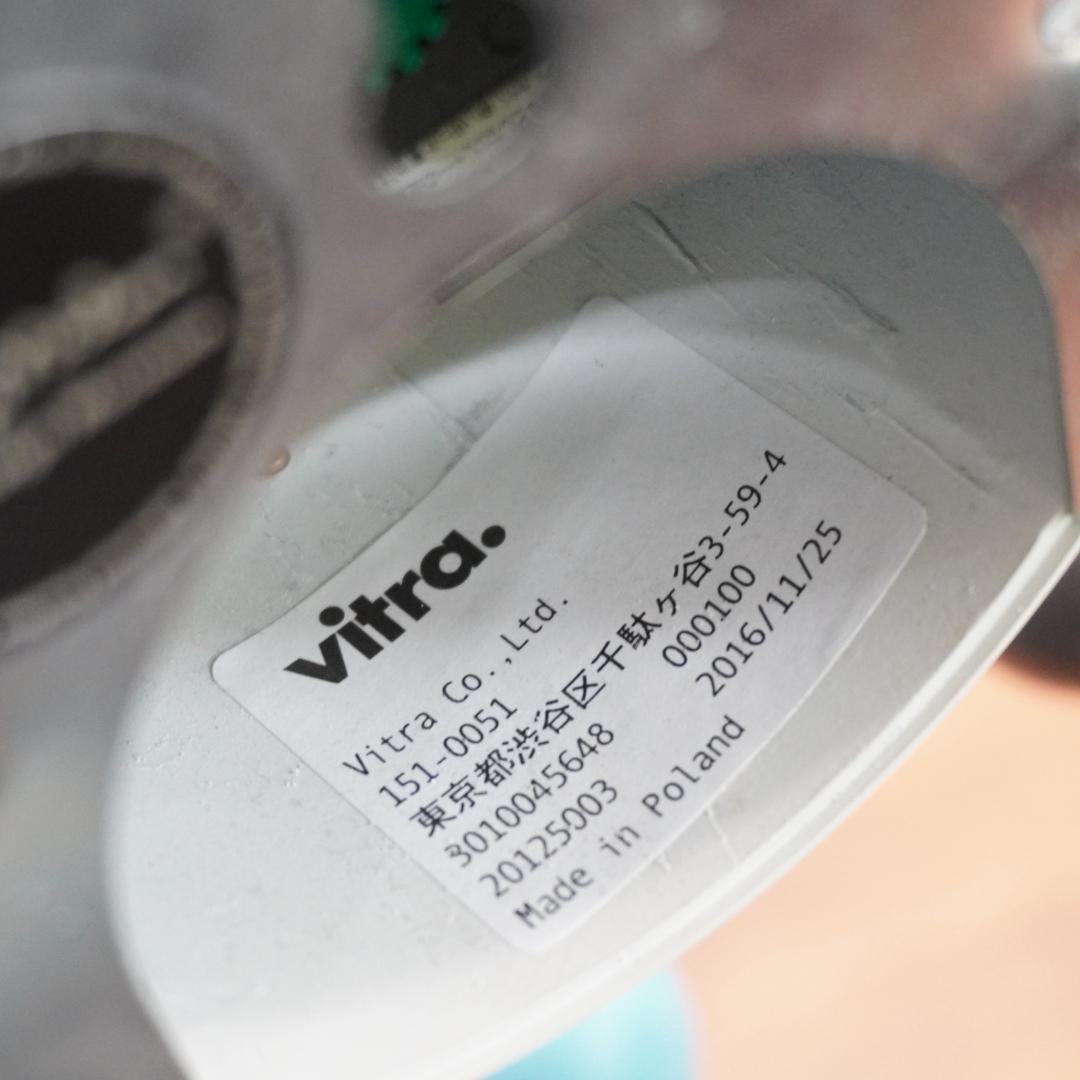 vitra.
Vitra Co.,Ltd.
151-0051
東京都渋谷区千駄ヶ谷3-59-4
3010045648 000100
20125003 2016/11/25
Made in Poland